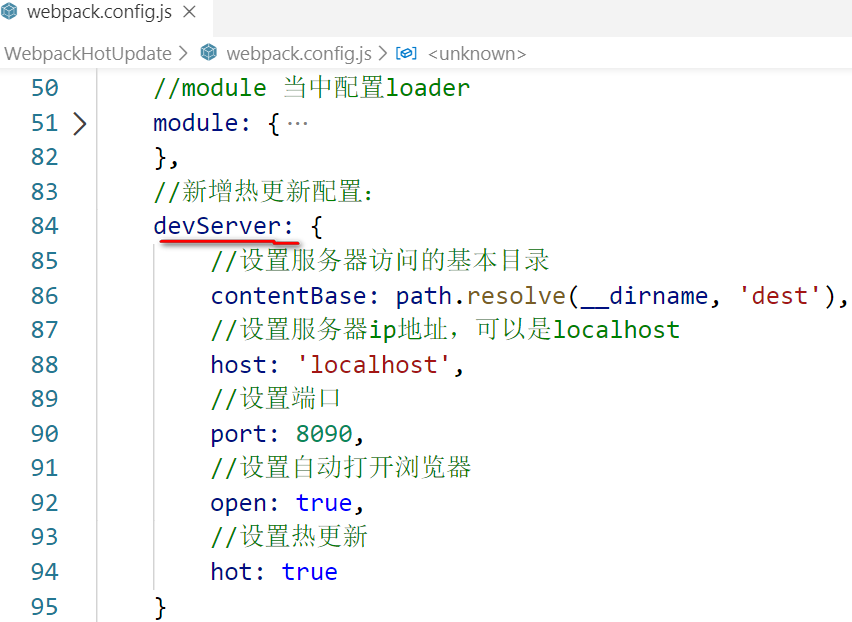 webpack.config.js ×
WebpackHotUpdate > webpack.config.js > <unknown>
50 //module 当中配置loader
51 > module: {···
82 },
83 //新增热更新配置：
84 devServer: {
85 //设置服务器访问的基本目录
86 contentBase: path.resolve(__dirname, 'dest'),
87 //设置服务器ip地址，可以是localhost
88 host: 'localhost',
89 //设置端口
90 port: 8090,
91 //设置自动打开浏览器
92 open: true,
93 //设置热更新
94 hot: true
95 }